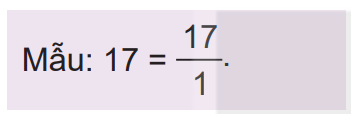 Mẫu: 17 = 17/1.